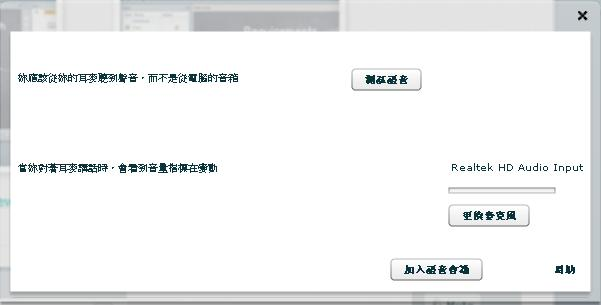 妳應該從妳的耳麥聽到聲音，而不是從電腦的音箱
測試語音
當妳對著耳麥講話時，會看到音量指標在變動
Realtek HD Audio Input
更換麥克風
加入語音會議